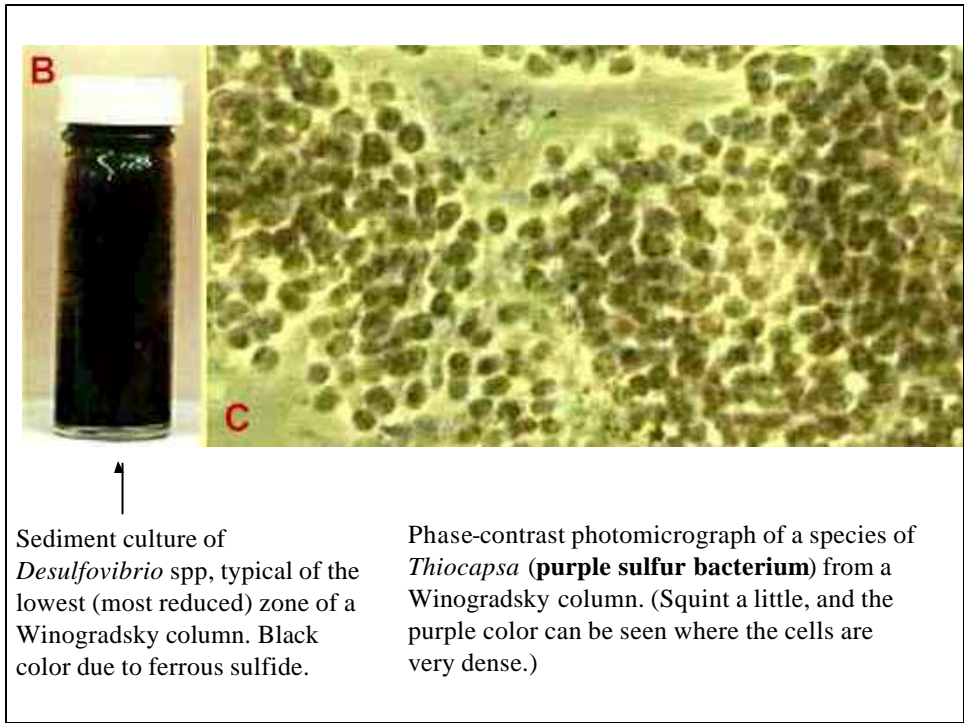 B
C
Sediment culture of
Desulfovibrio spp, typical of the
lowest (most reduced) zone of a
Winogradsky column. Black
color due to ferrous sulfide.
Phase-contrast photomicrograph of a species of
Thiocapsa (purple sulfur bacterium) from a
Winogradsky column. (Squint a little, and the
purple color can be seen where the cells are
very dense.)